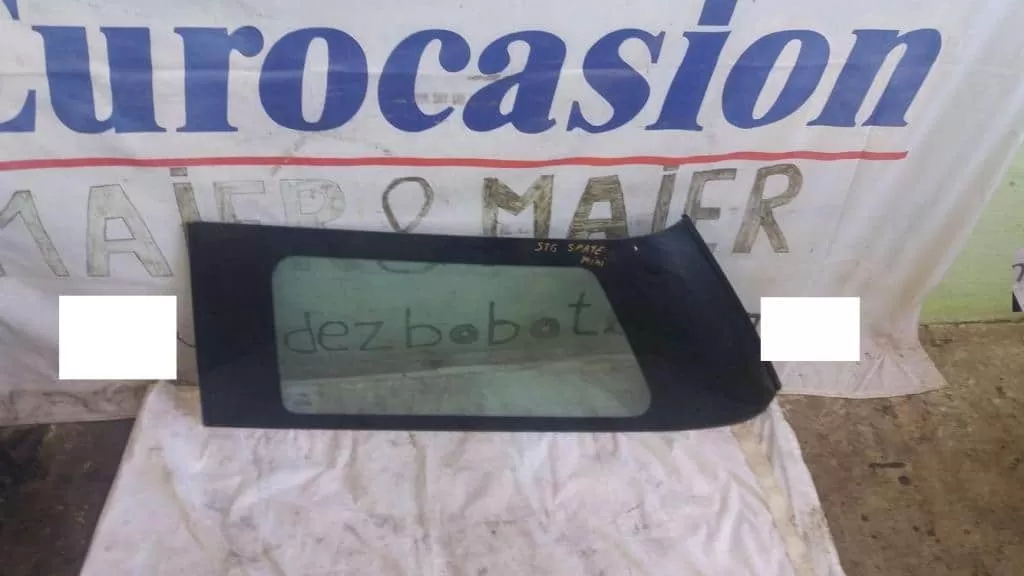 Eurocasion
MAIER & MAIER
STG SPATE
MINI
dezbobot